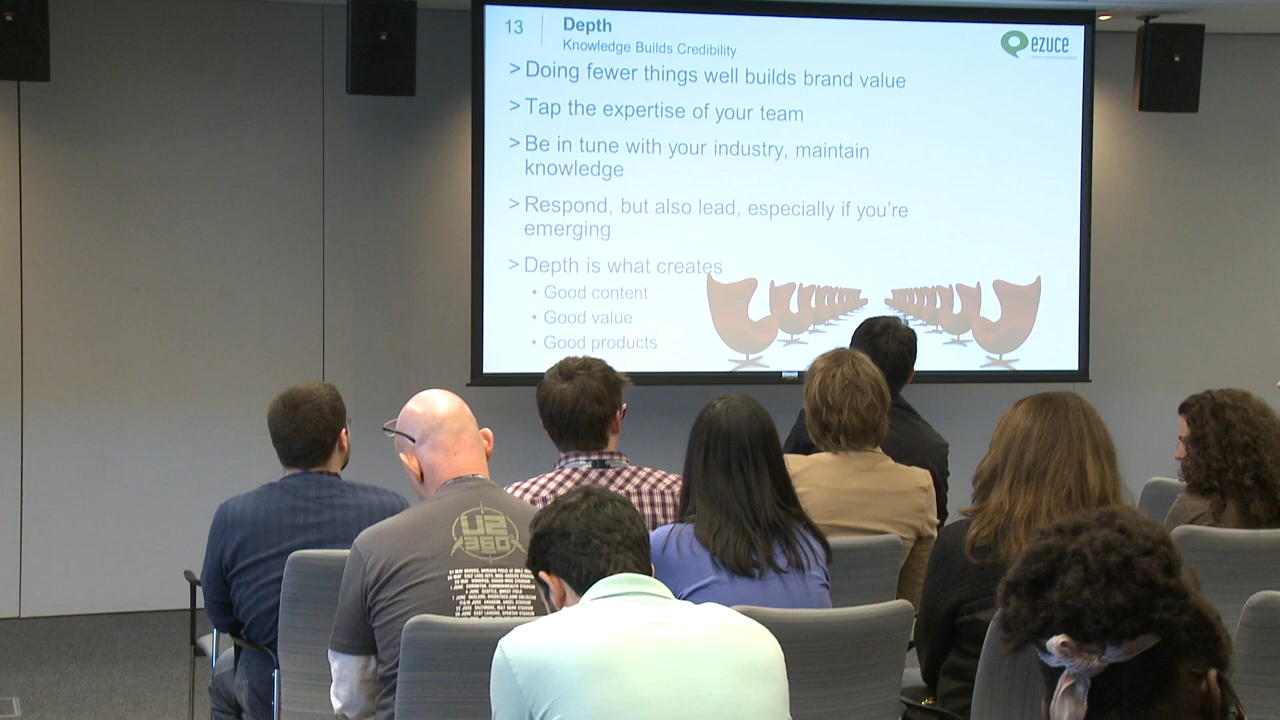 13
Depth
Knowledge Builds Credibility
ezuce
> Doing fewer things well builds brand value
> Tap the expertise of your team
> Be in tune with your industry, maintain
knowledge
> Respond, but also lead, especially if you're
emerging
> Depth is what creates
• Good content
• Good value
• Good products
U2
360°